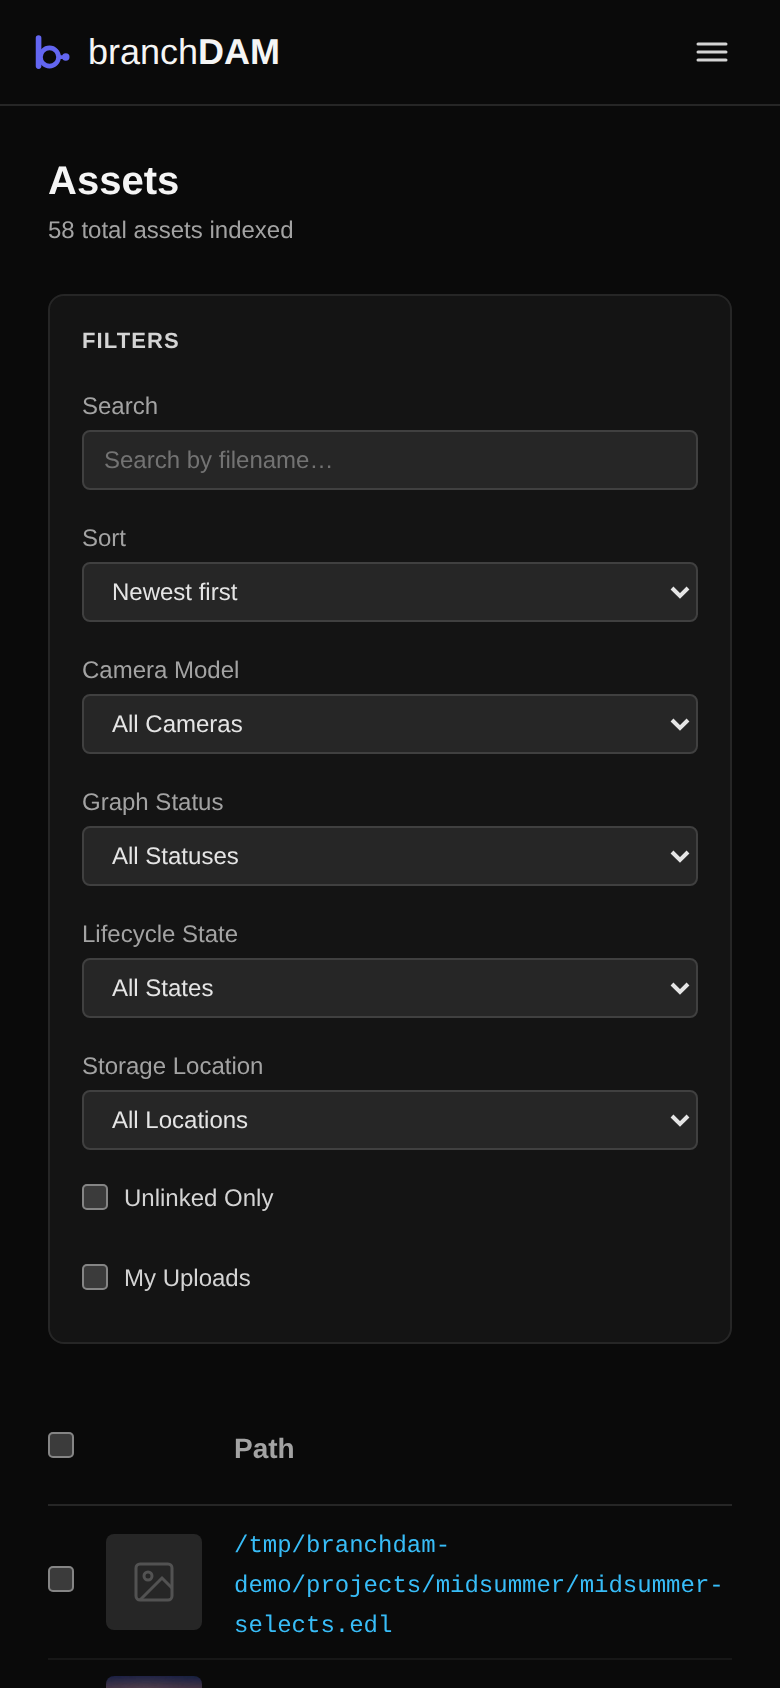 branchDAM
Assets
58 total assets indexed
FILTERS
Search
Search by filename…
Sort
Newest first
Camera Model
All Cameras
Graph Status
All Statuses
Lifecycle State
All States
Storage Location
All Locations
Unlinked Only
My Uploads
Path
/tmp/branchdam-
demo/projects/midsummer/midsummer-
selects.edl